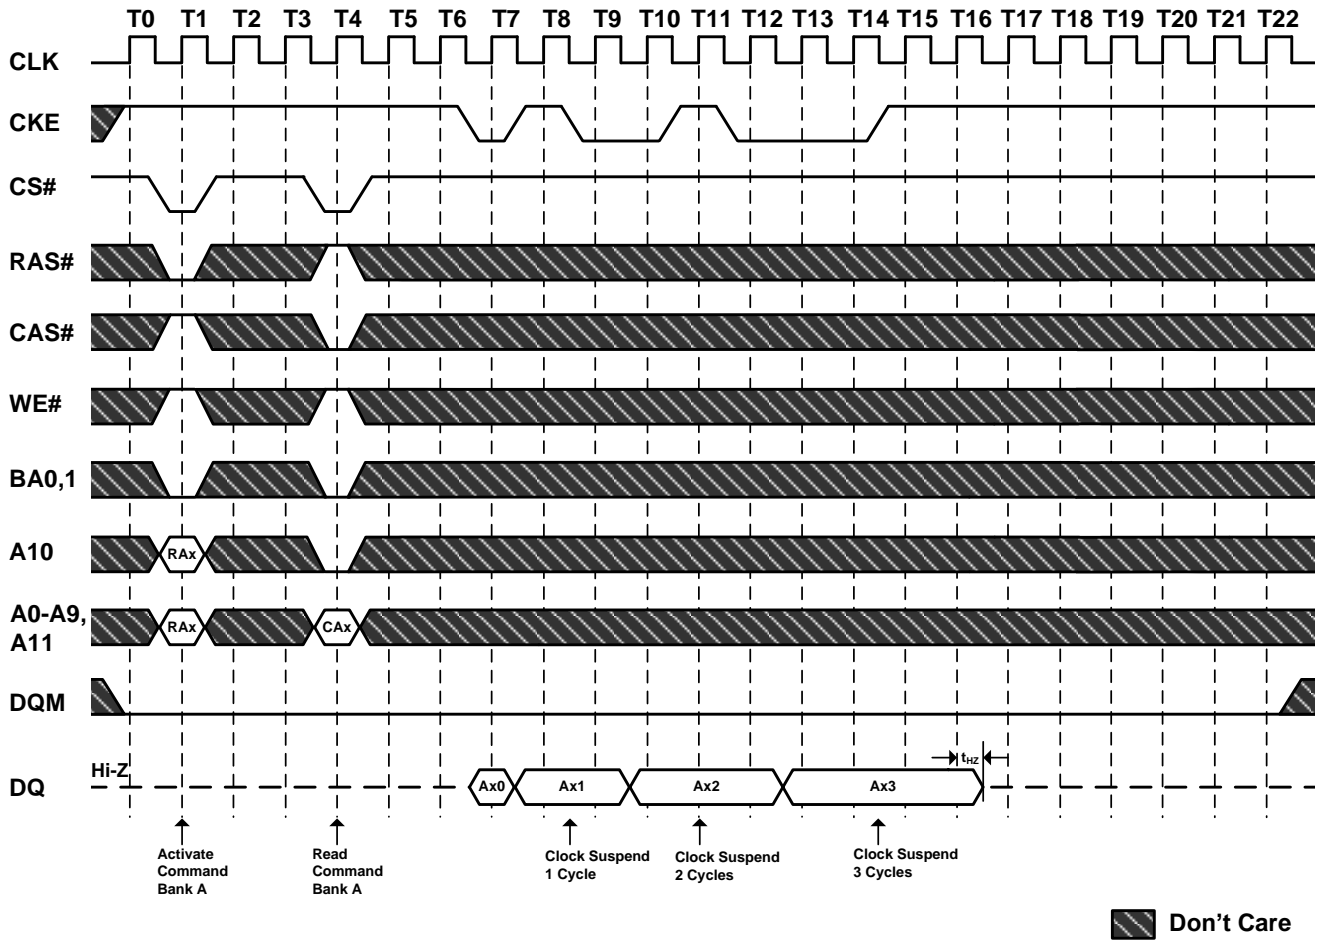 T0 T1 T2 T3 T4 T5 T6 T7 T8 T9 T10 T11 T12 T13 T14 T15 T16 T17 T18 T19 T20 T21 T22
CLK
CKE
CS#
RAS#
CAS#
WE#
BA0,1
A10
RAx
A0-A9,
A11
RAx
CAx
DQM
Hi-Z
DQ
Ax0
Ax1
Ax2
Ax3
tHZ
Activate
Command
Bank A
Read
Command
Bank A
Clock Suspend
1 Cycle
Clock Suspend
2 Cycles
Clock Suspend
3 Cycles
Don't Care